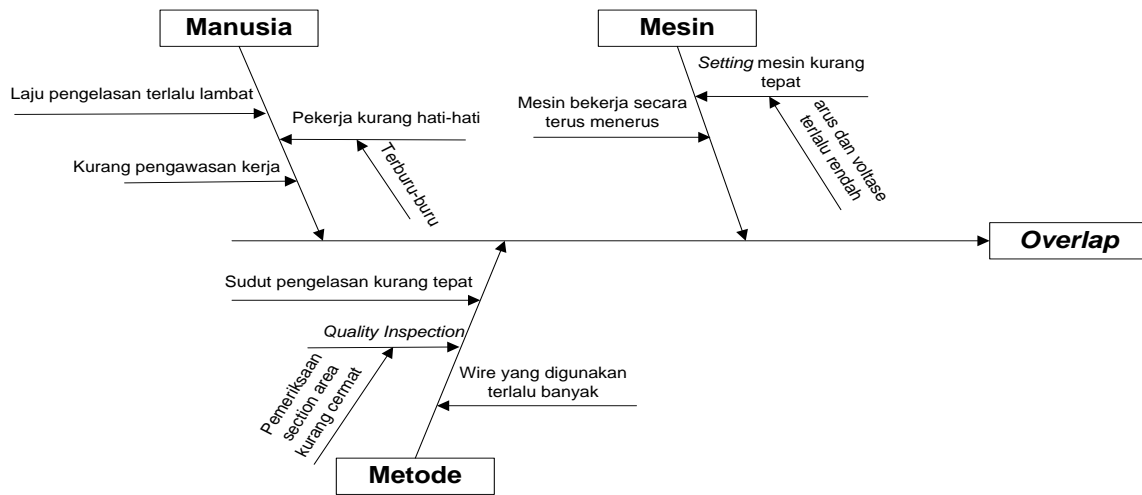 Manusia
Mesin
Laju pengelasan terlalu lambat
Pekerja kurang hati-hati
Terburu-buru
Kurang pengawasan kerja
Setting mesin kurang
tepat
arus dan voltase
terlalu rendah
Mesin bekerja secara
terus menerus
Overlap
Sudut pengelasan kurang tepat
Quality Inspection
Pemeriksaan
section area
kurang cermat
Wire yang digunakan
terlalu banyak
Metode